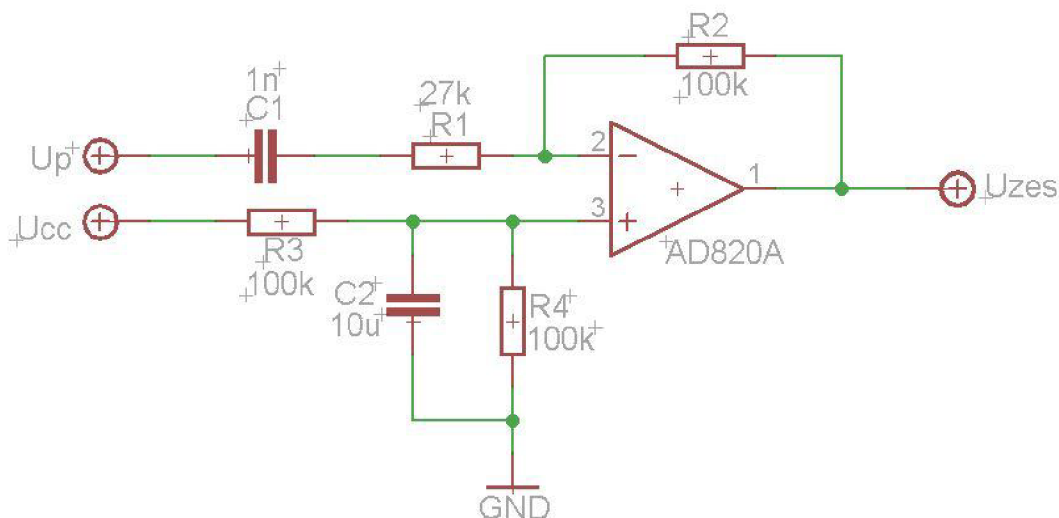 R2
100k
1n
C1
27k
R1
Up
2
−
1
Uzes
Ucc
3
+
AD820A
R3
100k
C2
10u
R4
100k
GND